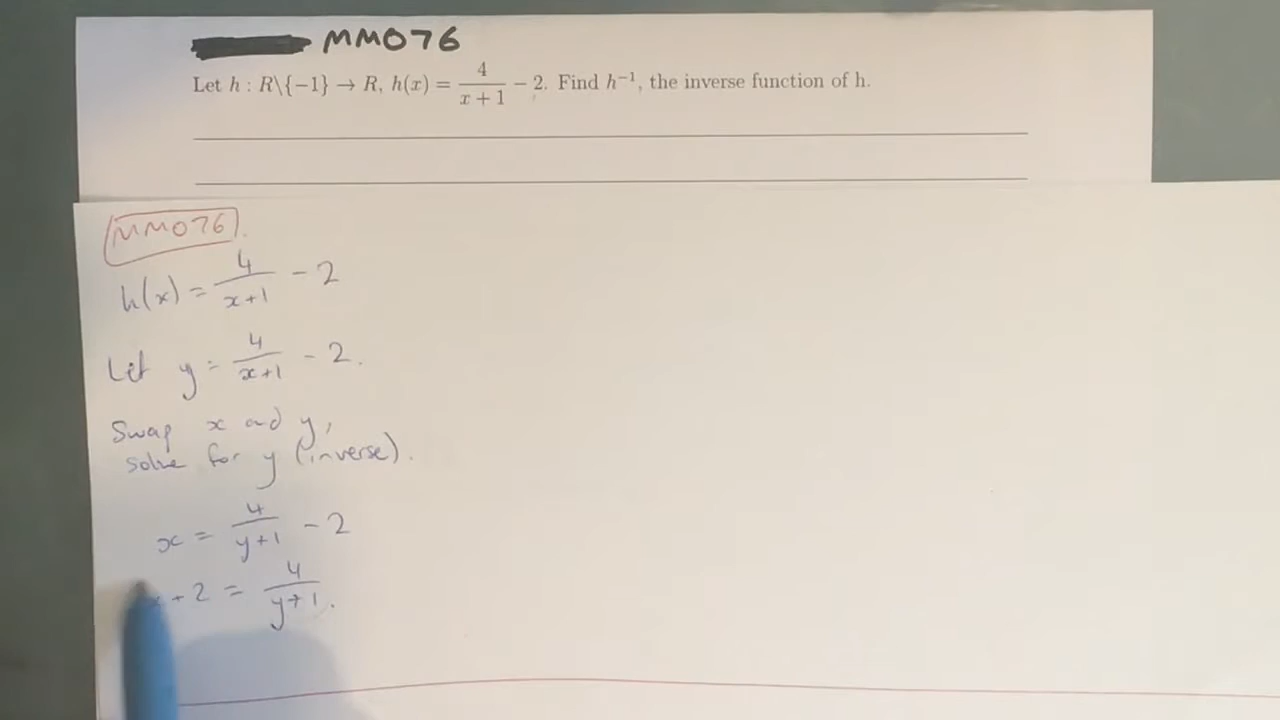 MM076
Let h : R\{−1} → R, h(x) = 4/(x + 1) − 2. Find h⁻¹, the inverse function of h.
MM076.
h(x) = 4/(x+1) − 2
Let y = 4/(x+1) − 2.
Swap x and y,
solve for y (inverse).
x = 4/(y+1) − 2
+ 2 = 4/(y+1).